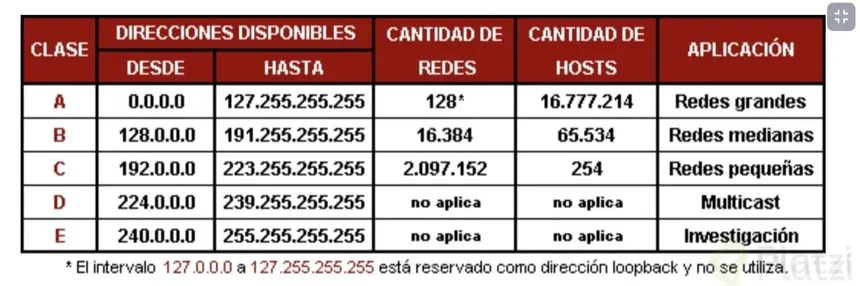 CLASE DIRECCIONES DISPONIBLES CANTIDAD DE REDES CANTIDAD DE HOSTS APLICACIÓN
DESDE HASTA
A 0.0.0.0 127.255.255.255 128* 16.777.214 Redes grandes
B 128.0.0.0 191.255.255.255 16.384 65.534 Redes medianas
C 192.0.0.0 223.255.255.255 2.097.152 254 Redes pequeñas
D 224.0.0.0 239.255.255.255 no aplica no aplica Multicast
E 240.0.0.0 255.255.255.255 no aplica no aplica Investigación
* El intervalo 127.0.0.0 a 127.255.255.255 está reservado como dirección loopback y no se utiliza.
Platzi